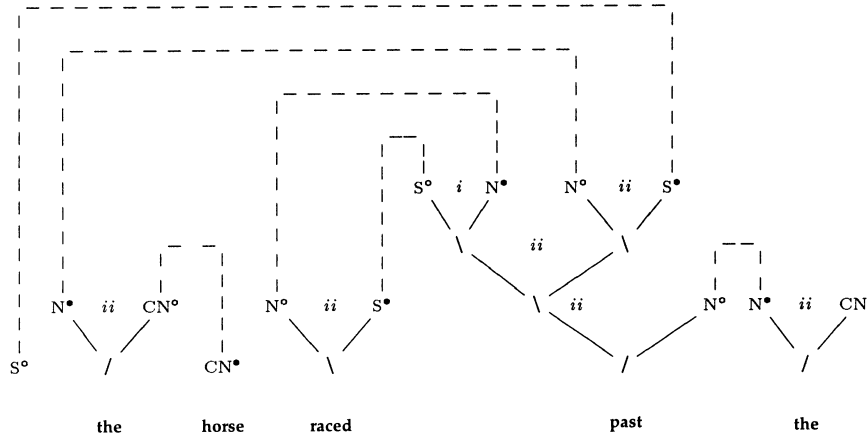 S° i N• N° ii S•
\ ii \
N• ii CN° N° ii S• \ ii N° N• ii CN
S° / CN• \ / /
the horse raced past the